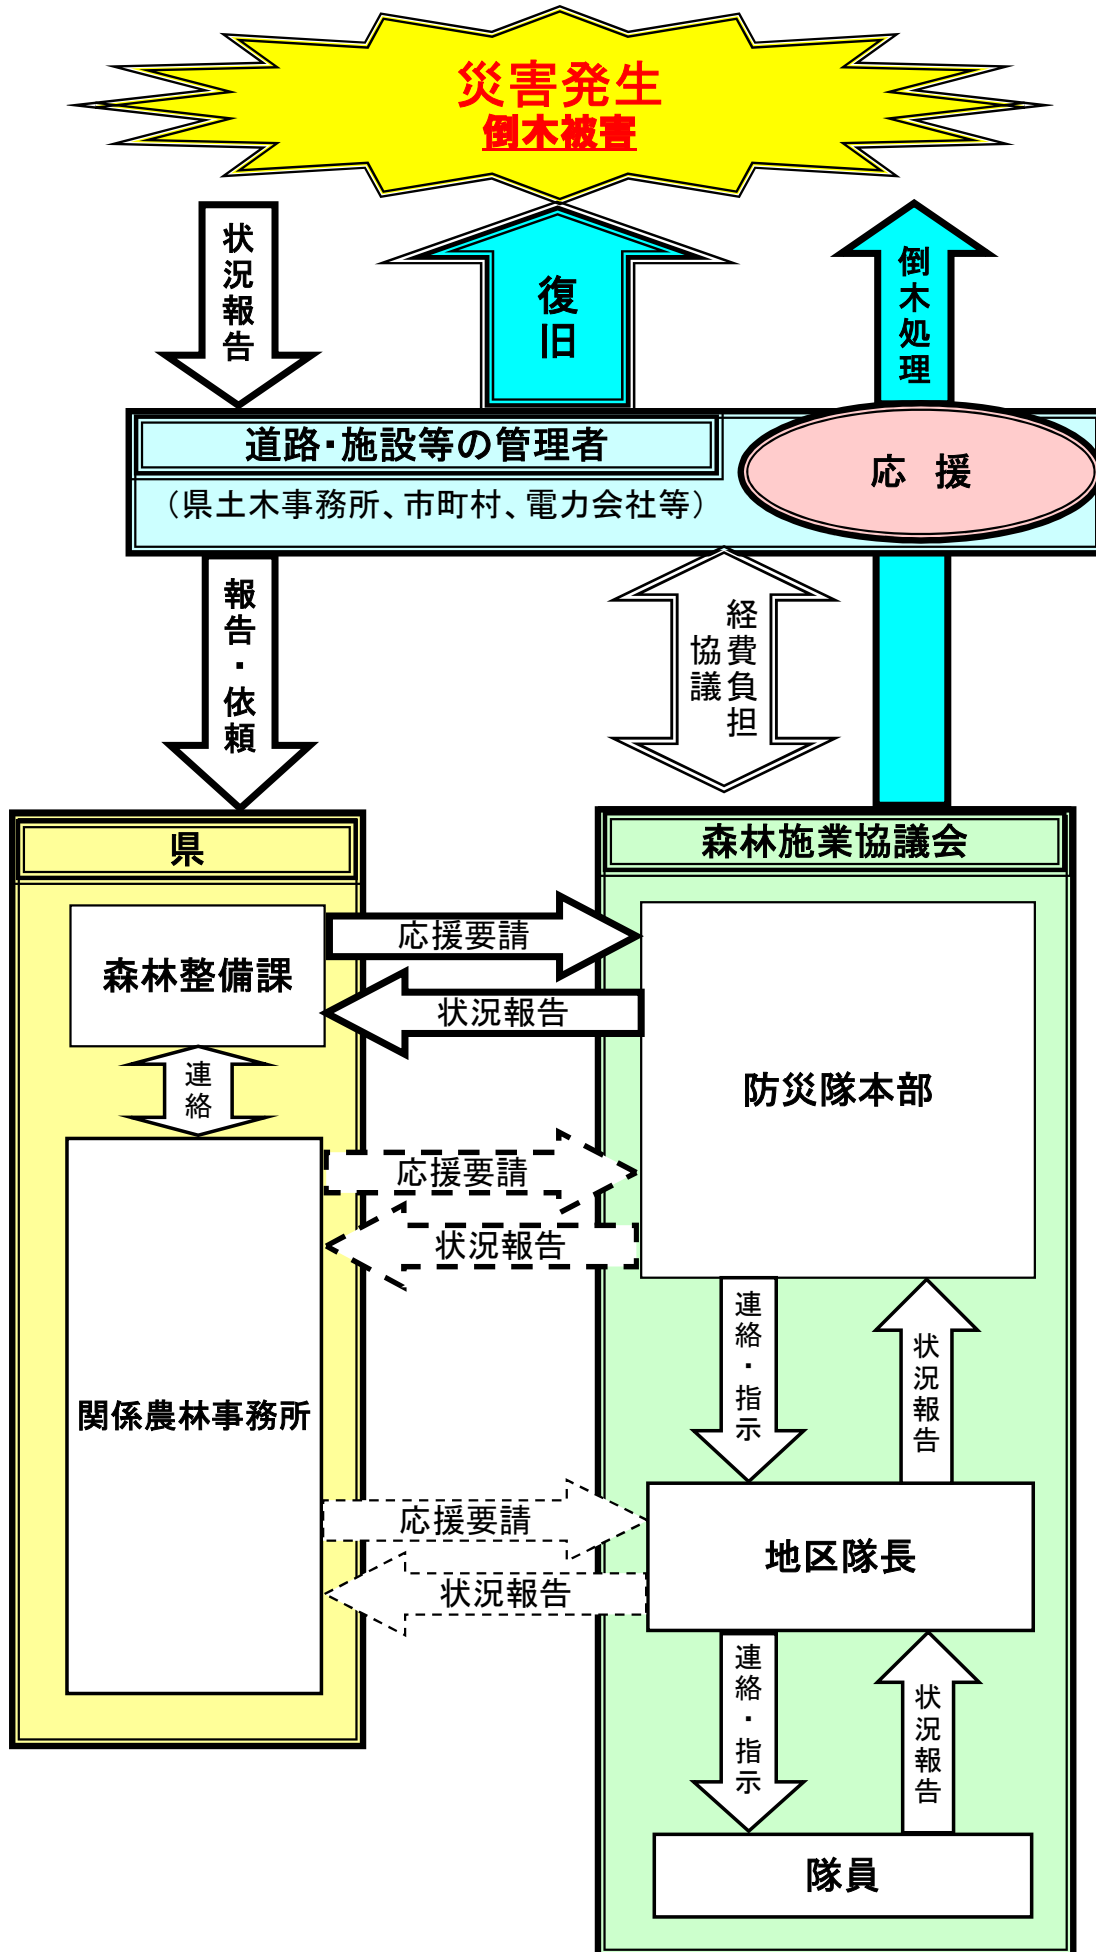 災害発生
倒木被害
状況報告
復旧
倒木処理
道路・施設等の管理者
応　援
（県土木事務所、市町村、電力会社等）
報告・依頼
経費負担
協議
県
森林施業協議会
森林整備課
応援要請
状況報告
防災隊本部
連絡
応援要請
状況報告
関係農林事務所
連絡・指示
状況報告
応援要請
状況報告
地区隊長
連絡・指示
状況報告
隊員